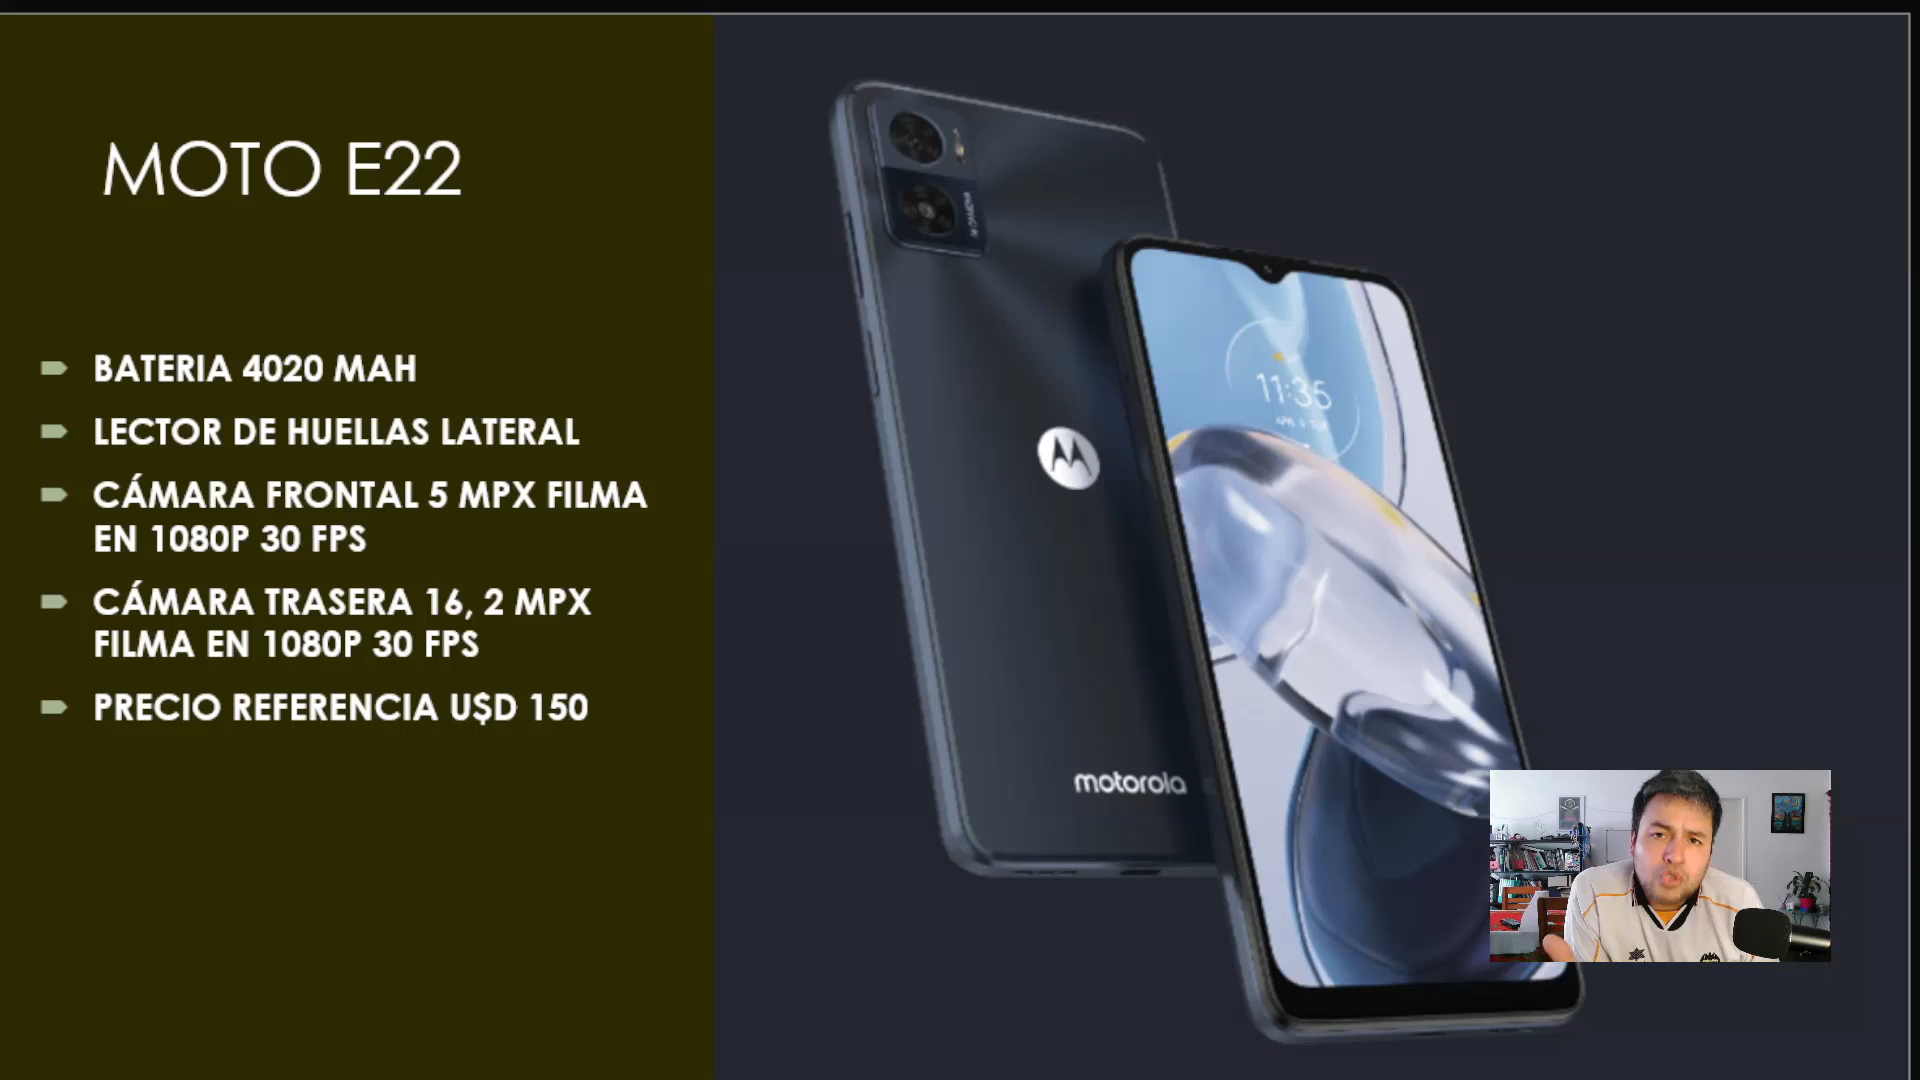 MOTO E22
BATERIA 4020 MAH
LECTOR DE HUELLAS LATERAL
CÁMARA FRONTAL 5 MPX FILMA
EN 1080P 30 FPS
CÁMARA TRASERA 16, 2 MPX
FILMA EN 1080P 30 FPS
PRECIO REFERENCIA U$D 150
11:35
motorola